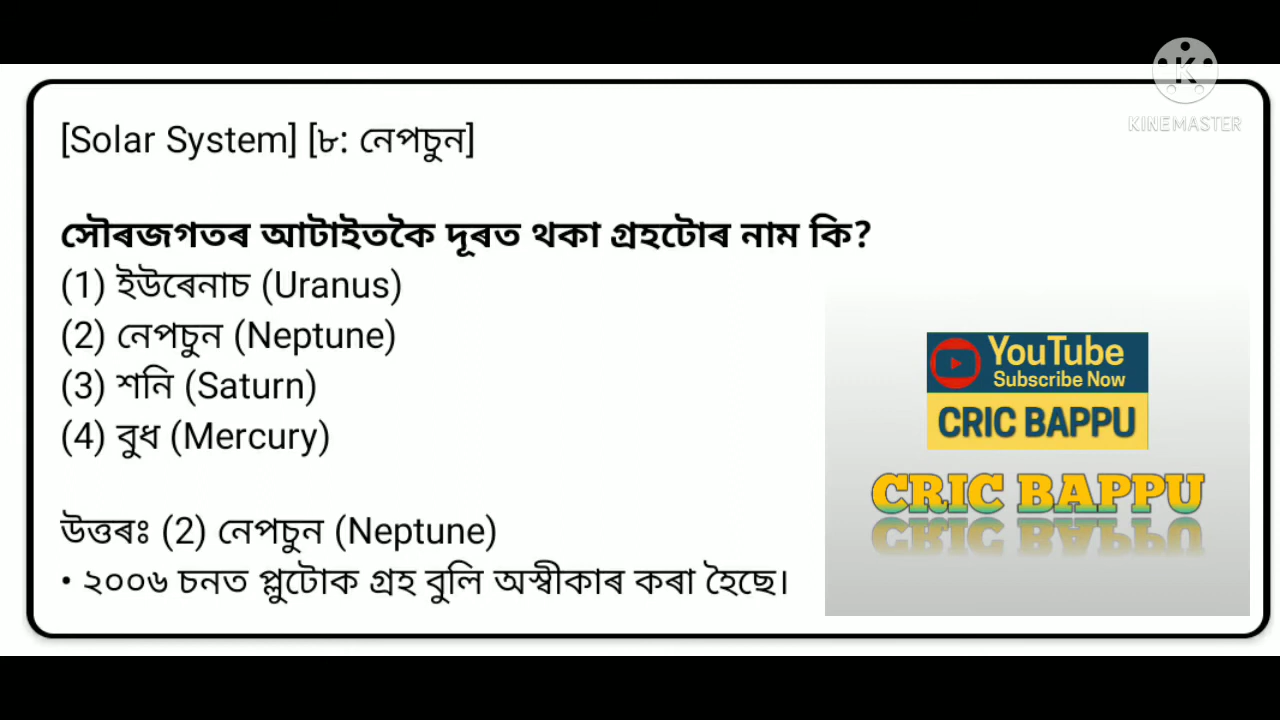 [Solar System] [৮: নেপচুন]
সৌৰজগতৰ আটাইতকৈ দূৰত থকা গ্ৰহটোৰ নাম কি?
(1) ইউৰেনাচ (Uranus)
(2) নেপচুন (Neptune)
(3) শনি (Saturn)
(4) বুধ (Mercury)
উত্তৰঃ (2) নেপচুন (Neptune)
• ২০০৬ চনত প্লুটোক গ্ৰহ বুলি অস্বীকাৰ কৰা হৈছে।
K
KINEMASTER
YouTube
Subscribe Now
CRIC BAPPU
CRIC BAPPU